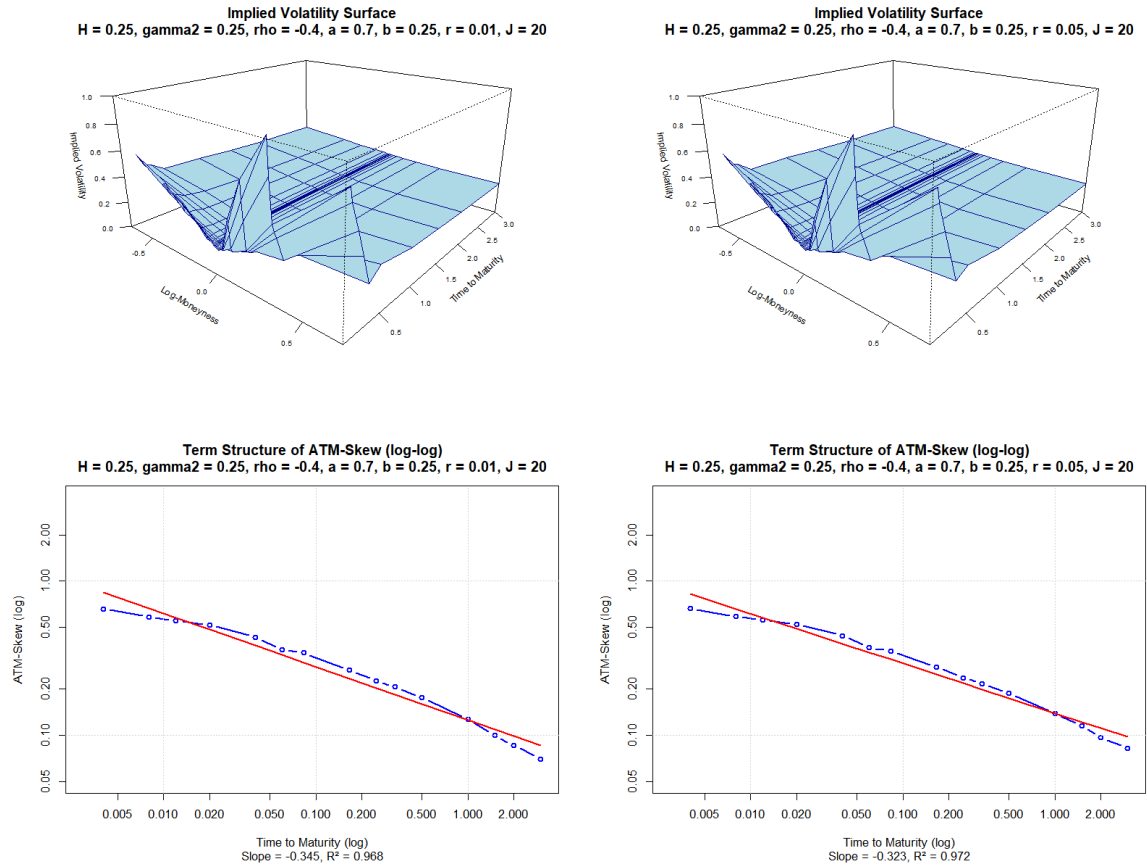 Implied Volatility Surface
H = 0.25, gamma2 = 0.25, rho = -0.4, a = 0.7, b = 0.25, r = 0.01, J = 20
1.0
0.8
0.6
0.4
0.2
0.0
Implied Volatility
-0.5
0.0
0.5
Log-Moneyness
0.5
1.0
1.5
2.0
2.5
3.0
Time to Maturity
Implied Volatility Surface
H = 0.25, gamma2 = 0.25, rho = -0.4, a = 0.7, b = 0.25, r = 0.05, J = 20
1.0
0.8
0.6
0.4
0.2
0.0
Implied Volatility
-0.5
0.0
0.5
Log-Moneyness
0.5
1.0
1.5
2.0
2.5
3.0
Time to Maturity
Term Structure of ATM-Skew (log-log)
H = 0.25, gamma2 = 0.25, rho = -0.4, a = 0.7, b = 0.25, r = 0.01, J = 20
ATM-Skew (log)
2.00
1.00
0.50
0.20
0.10
0.05
0.005 0.010 0.020 0.050 0.100 0.200 0.500 1.000 2.000
Time to Maturity (log)
Slope = -0.345, R² = 0.968
Term Structure of ATM-Skew (log-log)
H = 0.25, gamma2 = 0.25, rho = -0.4, a = 0.7, b = 0.25, r = 0.05, J = 20
ATM-Skew (log)
2.00
1.00
0.50
0.20
0.10
0.05
0.005 0.010 0.020 0.050 0.100 0.200 0.500 1.000 2.000
Time to Maturity (log)
Slope = -0.323, R² = 0.972